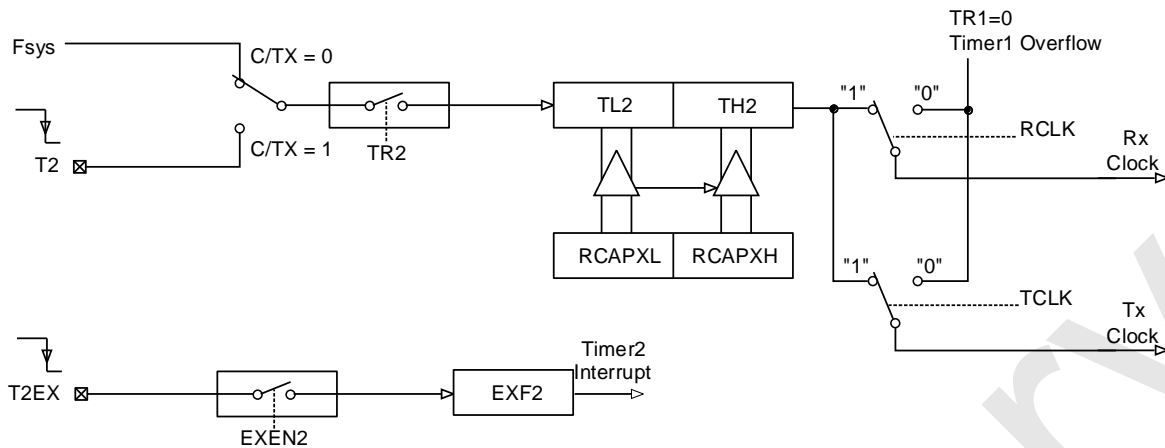 TR1=0
Timer1 Overflow
Fsys
C/TX = 0
"1"
"0"
TL2
TH2
RCLK
Rx
Clock
T2
C/TX = 1
TR2
RCAPXL
RCAPXH
"1"
"0"
TCLK
Tx
Clock
Timer2
Interrupt
T2EX
EXF2
EXEN2